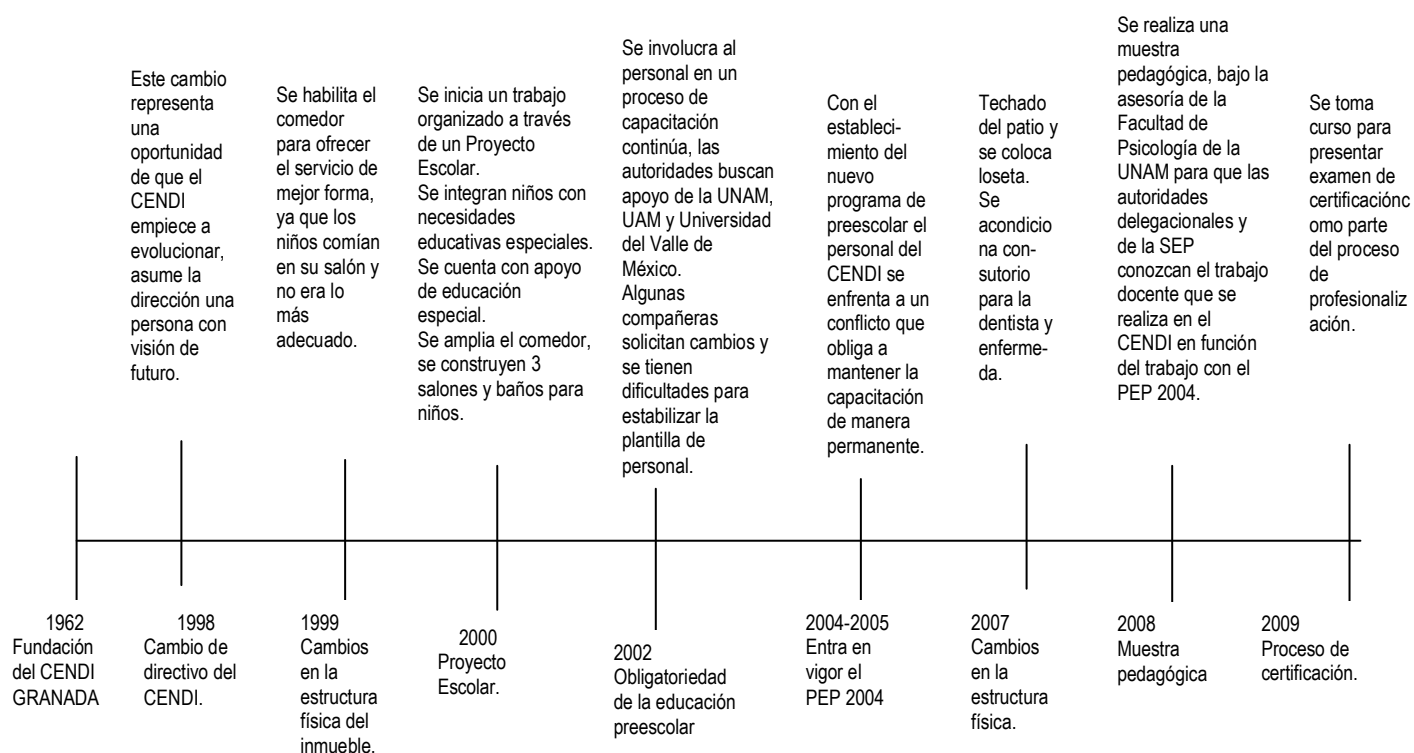 Este cambio
representa
una
oportunidad
de que el
CENDI
empiece a
evolucionar,
asume la
dirección una
persona con
visión de
futuro.
Se habilita el
comedor
para ofrecer
el servicio de
mejor forma,
ya que los
niños comían
en su salón y
no era lo
más
adecuado.
Se inicia un trabajo
organizado a través
de un Proyecto
Escolar.
Se integran niños con
necesidades
educativas especiales.
Se cuenta con apoyo
de educación
especial.
Se amplia el comedor,
se construyen 3
salones y baños para
niños.
Se involucra al
personal en un
proceso de
capacitación
continúa, las
autoridades buscan
apoyo de la UNAM,
UAM y Universidad
del Valle de
México.
Algunas
compañeras
solicitan cambios y
se tienen
dificultades para
estabilizar la
plantilla de
personal.
Con el
estableci-
miento del
nuevo
programa de
preescolar el
personal del
CENDI se
enfrenta a un
conflicto que
obliga a
mantener la
capacitación
de manera
permanente.
Techado
del patio y
se coloca
loseta.
Se
acondicio
na con-
sutorio
para la
dentista y
enferme-
da.
Se realiza una
muestra
pedagógica, bajo la
asesoría de la
Facultad de
Psicología de la
UNAM para que las
autoridades
delegacionales y
de la SEP
conozcan el trabajo
docente que se
realiza en el
CENDI en función
del trabajo con el
PEP 2004.
Se toma
curso para
presentar
examen de
certificaciónc
omo parte
del proceso
de
profesionaliz
ación.
1962
Fundación
del CENDI
GRANADA
1998
Cambio de
directivo del
CENDI.
1999
Cambios
en la
estructura
física del
inmueble.
2000
Proyecto
Escolar.
2002
Obligatoriedad
de la educación
preescolar
2004-2005
Entra en
vigor el
PEP 2004
2007
Cambios
en la
estructura
física.
2008
Muestra
pedagógica
2009
Proceso de
certificación.